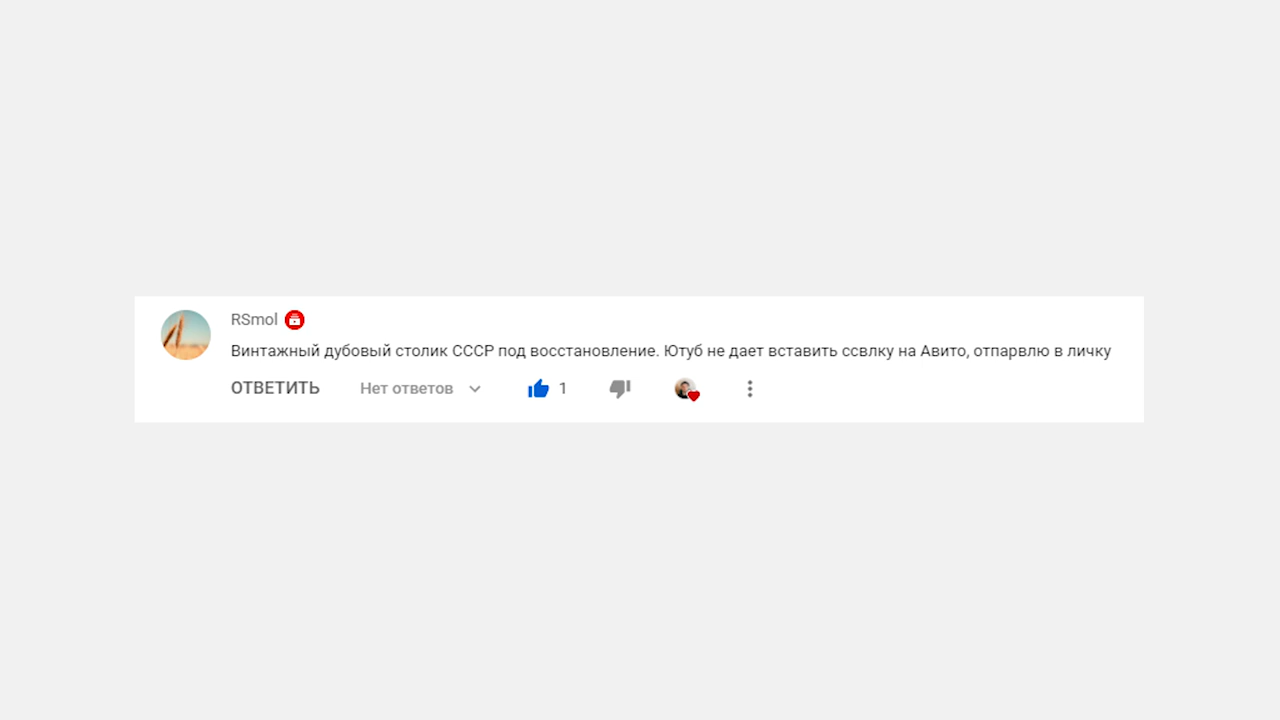 RSmol
Винтажный дубовый столик СССР под восстановление. Ютуб не дает вставить ссвлку на Авито, отпарвлю в личку
ОТВЕТИТЬ Нет ответов 1